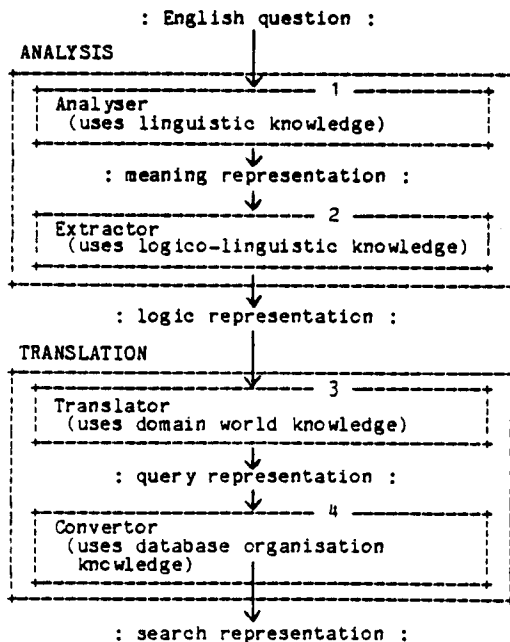 : English question :
ANALYSIS
1
Analyser
(uses linguistic knowledge)
: meaning representation :
2
Extractor
(uses logico-linguistic knowledge)
: logic representation :
TRANSLATION
3
Translator
(uses domain world knowledge)
: query representation :
4
Convertor
(uses database organisation
knowledge)
: search representation :